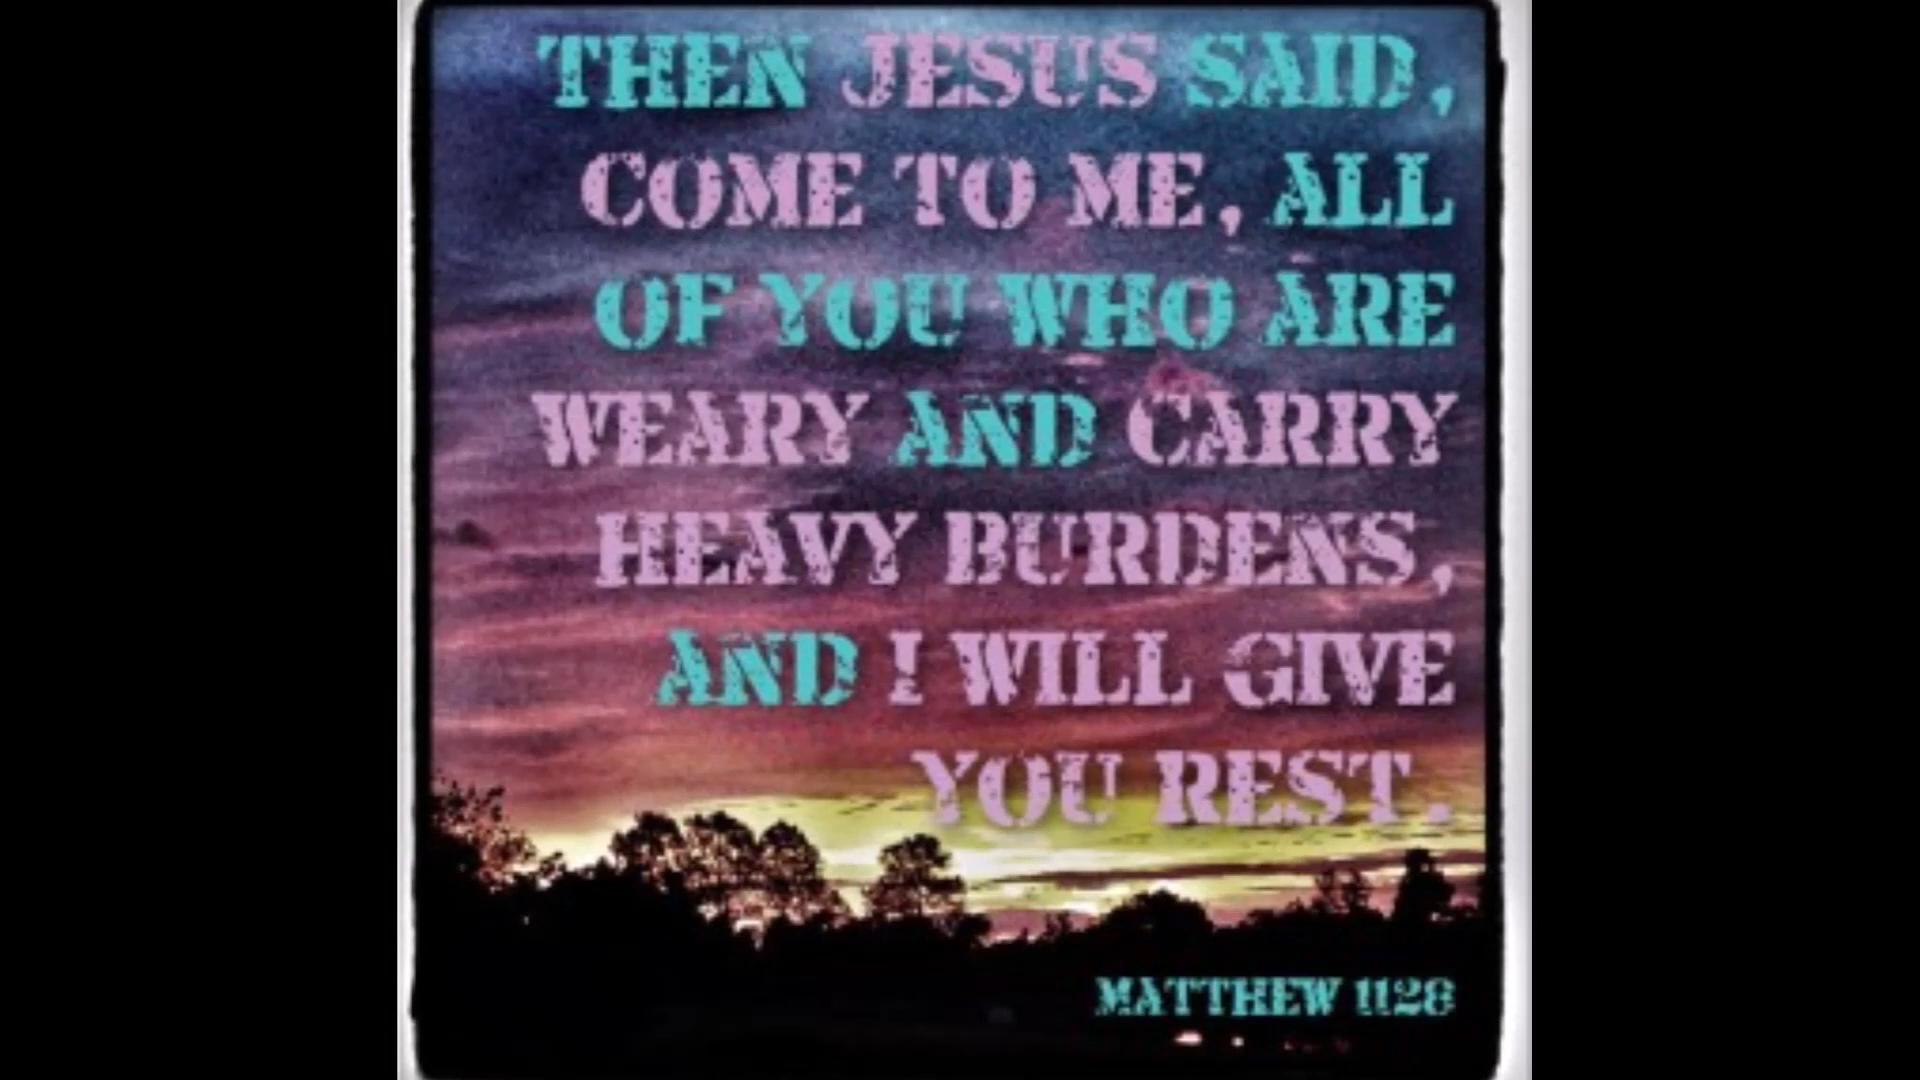 THEN JESUS SAID,
COME TO ME, ALL
OF YOU WHO ARE
WEARY AND CARRY
HEAVY BURDENS,
AND I WILL GIVE
YOU REST.
MATTHEW 1128